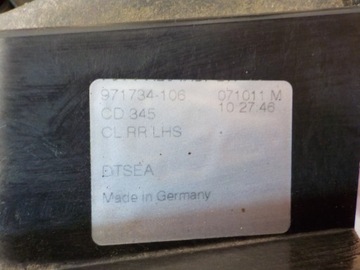 971734-106 071011 M
CD 345 10:27:46
CL RR LHS
DTSEA
Made in Germany